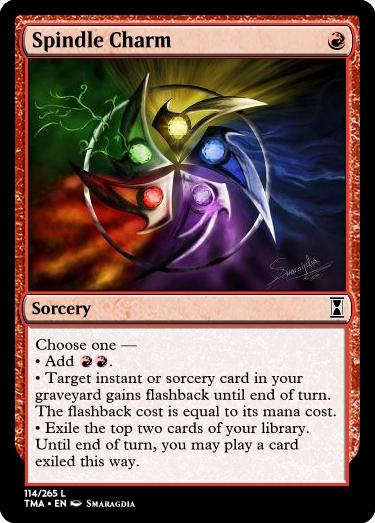 Spindle Charm
Smaragdia
Sorcery
Choose one —
• Add RR.
• Target instant or sorcery card in your
graveyard gains flashback until end of turn.
The flashback cost is equal to its mana cost.
• Exile the top two cards of your library.
Until end of turn, you may play a card
exiled this way.
114/265 L
TMA • EN Smaragdia